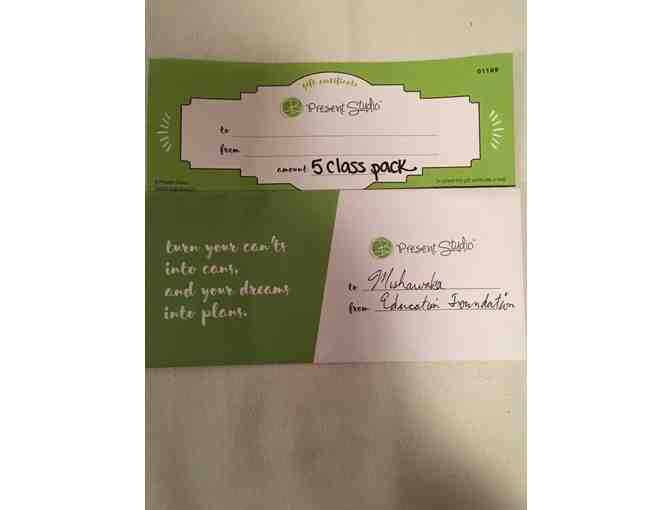 gift certificate
01189
Present Studio
to
from
amount 5 class pack
turn your can'ts
into cans,
and your dreams
into plans.
Present Studio
to Mishawaka
from Education Foundation